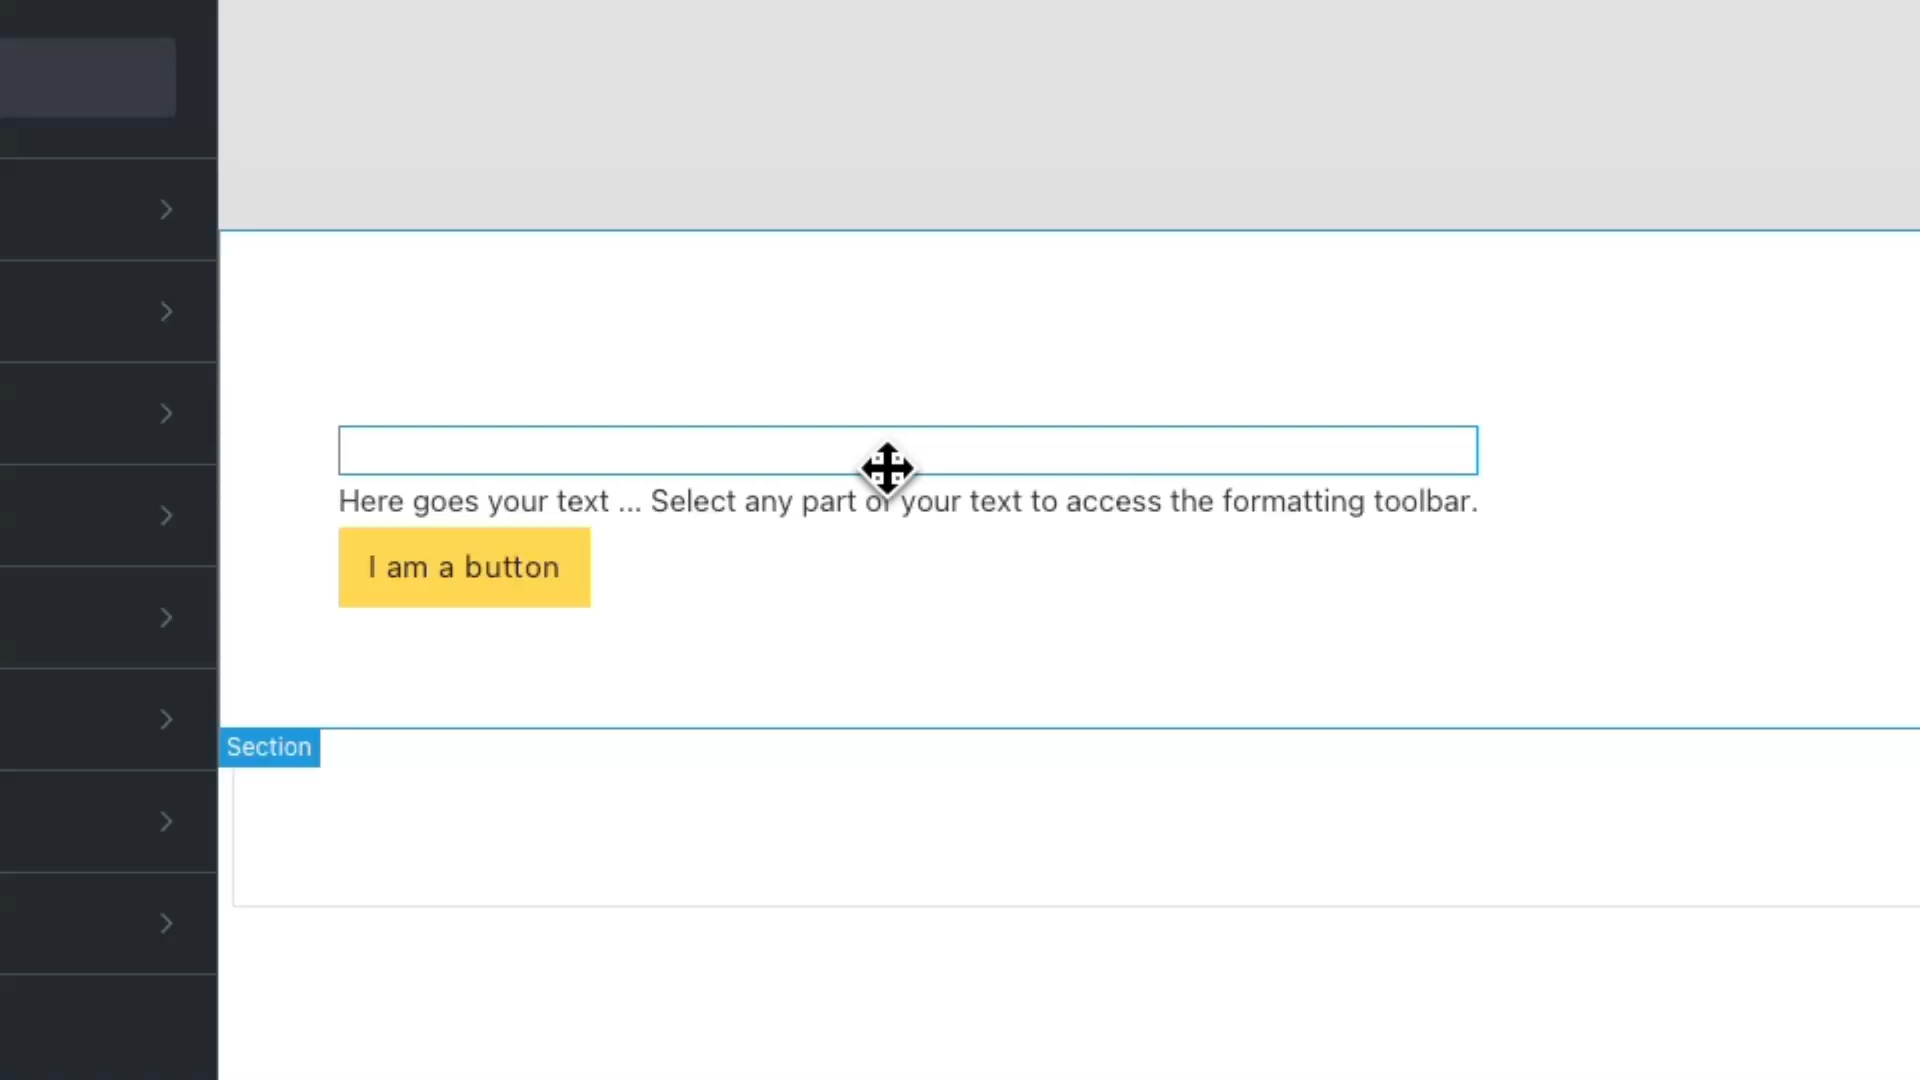 Here goes your text ... Select any part of your text to access the formatting toolbar.
I am a button
Section